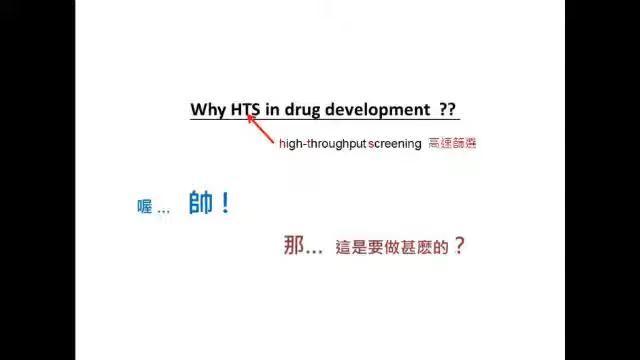 Why HTS in drug development ??
high-throughput screening 高速篩選
喔... 帥！
那... 這是要做甚麼的？